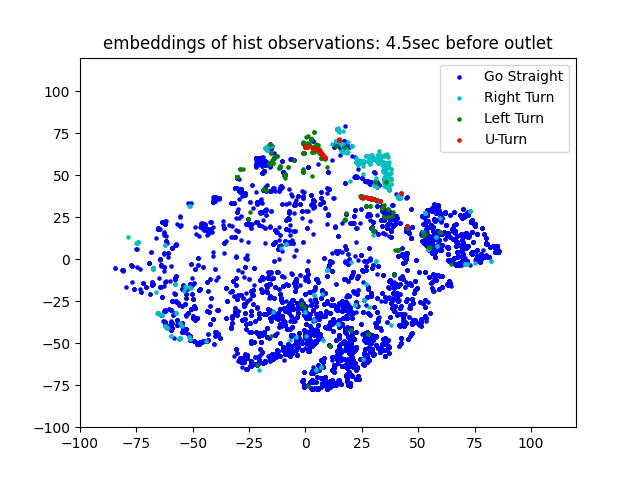 embeddings of hist observations: 4.5sec before outlet
Go Straight
Right Turn
Left Turn
U-Turn
100
75
50
25
0
−25
−50
−75
−100
−100 −75 −50 −25 0 25 50 75 100